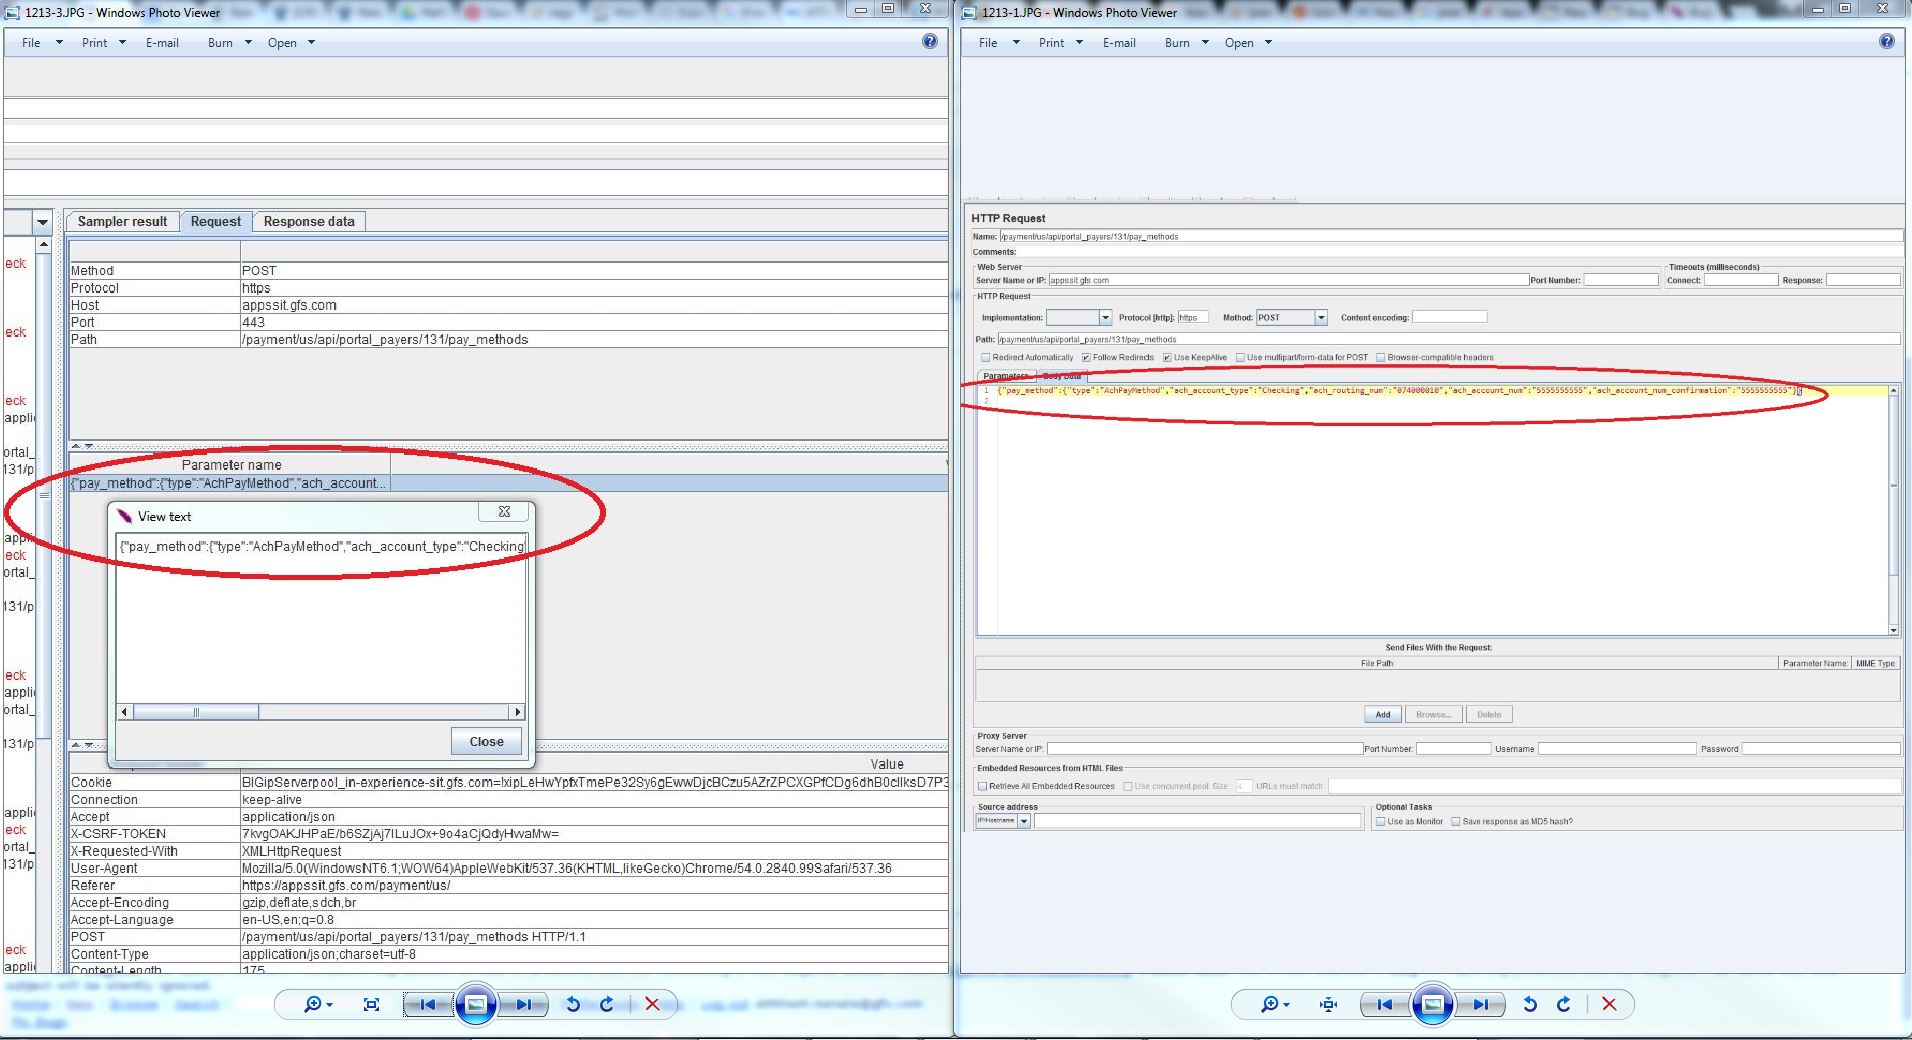 1213-3.JPG - Windows Photo Viewer
File Print E-mail Burn Open
Sampler result Request Response data
Method POST
Protocol https
Host appssit.gfs.com
Port 443
Path /payment/us/api/portal_payers/131/pay_methods
Parameter name
{"pay_method":{"type":"AchPayMethod","ach_account...
View text
{"pay_method":{"type":"AchPayMethod","ach_account_type":"Checking"
Close
Value
Cookie
Connection keep-alive
Accept application/json
X-CSRF-TOKEN
X-Requested-With XMLHttpRequest
User-Agent Mozilla/5.0(WindowsNT6.1;WOW64)AppleWebKit/537.36(KHTML,likeGecko)Chrome/54.0.2840.99Safari/537.36
Referer https://appssit.gfs.com/payment/us/
Accept-Encoding gzip,deflate,sdch,br
Accept-Language en-US,en;q=0.8
POST /payment/us/api/portal_payers/131/pay_methods HTTP/1.1
Content-Type application/json;charset=utf-8
Content-Length 175
eck
eck
eck
applic
ortal_
131/p
applic
eck
ortal_
131/p
eck
applic
ortal_
131/p
applic
eck
ortal_
131/p
eck
applic
1213-1.JPG - Windows Photo Viewer
File Print E-mail Burn Open
HTTP Request
Name: /payment/us/api/portal_payers/131/pay_methods
Comments:
Web Server Timeouts (milliseconds)
Server Name or IP: appssit.gfs.com Port Number: Connect: Response:
HTTP Request
Implementation: Protocol [http]: https Method: POST Content encoding:
Path: /payment/us/api/portal_payers/131/pay_methods
Redirect Automatically Follow Redirects Use KeepAlive Use multipart/form-data for POST Browser-compatible headers
Parameters Body Data
1 {"pay_method":{"type":"AchPayMethod","ach_account_type":"Checking","ach_routing_num":"074000010","ach_account_num":"5555555555","ach_account_num_confirmation":"5555555555"}}
2
Send Files With the Request:
File Path: Parameter Name: MIME Type:
Add Browse... Delete
Proxy Server
Server Name or IP: Port Number: Username Password
Embedded Resources from HTML Files
Retrieve All Embedded Resources Use concurrent pool. Size: 4 URLs must match:
Source address Optional Tasks
IP/Hostname Use as Monitor Save response as MD5 hash?